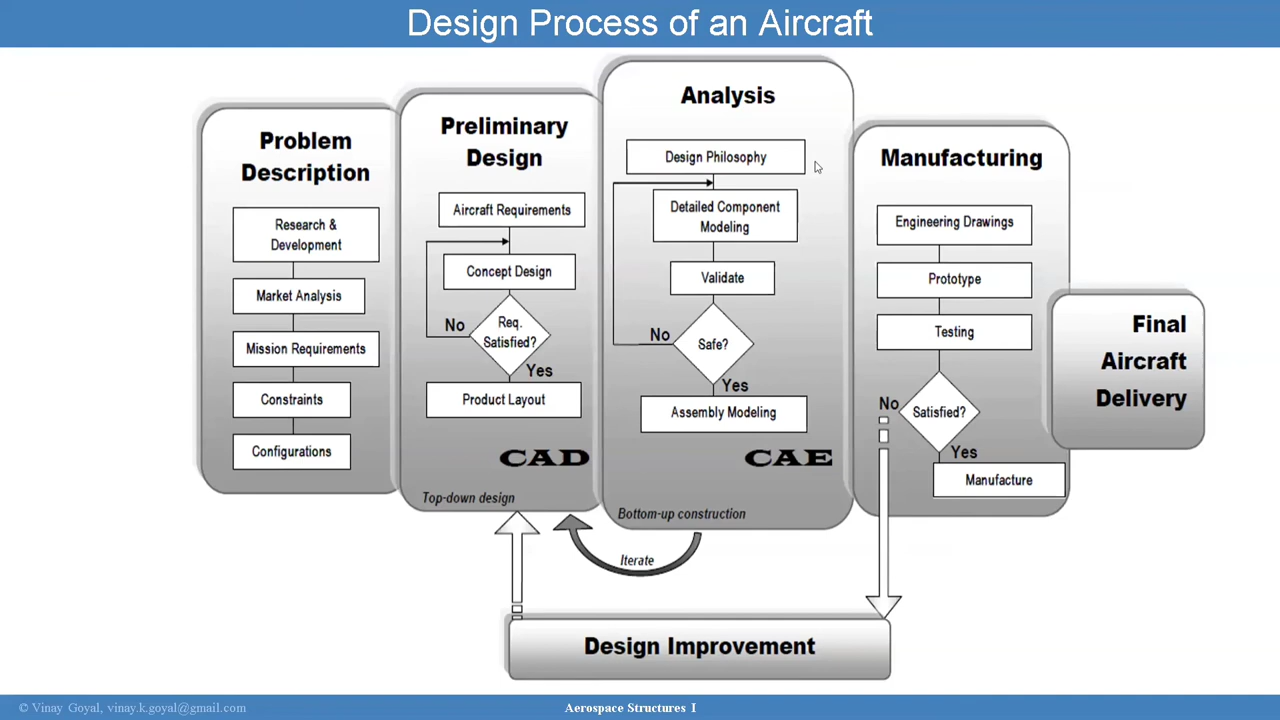 Design Process of an Aircraft
Problem
Description
Research &
Development
Market Analysis
Mission Requirements
Constraints
Configurations
Preliminary
Design
Aircraft Requirements
Concept Design
Req.
Satisfied?
No
Yes
Product Layout
CAD
Top-down design
Analysis
Design Philosophy
Detailed Component
Modeling
Validate
Safe?
No
Yes
Assembly Modeling
CAE
Bottom-up construction
Iterate
Manufacturing
Engineering Drawings
Prototype
Testing
Satisfied?
No
Yes
Manufacture
Final
Aircraft
Delivery
Design Improvement
© Vinay Goyal, vinay.k.goyal@gmail.com
Aerospace Structures I